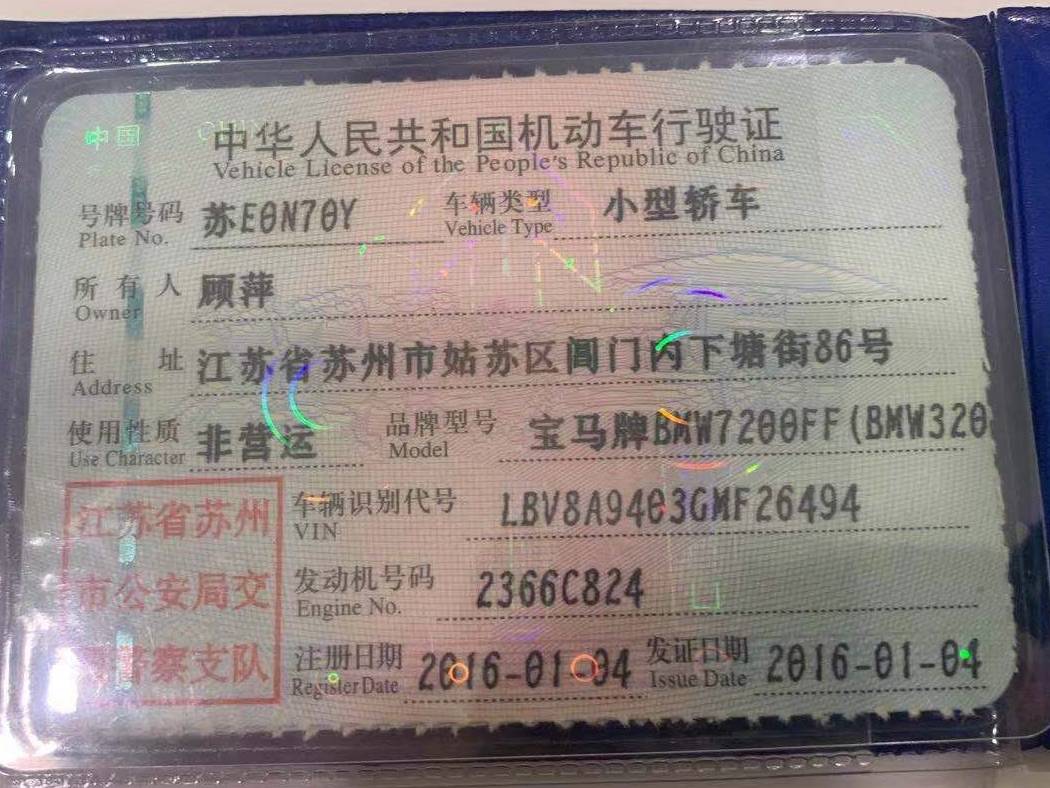 中国 CHIN
中华人民共和国机动车行驶证
Vehicle License of the People's Republic of China
号牌号码 苏E0N70Y 车辆类型 小型轿车
Plate No. Vehicle Type
所有人 顾萍
Owner
住址 江苏省苏州市姑苏区阊门内下塘街86号
Address
使用性质 非营运 品牌型号 宝马牌BMW7200FF(BMW320
Use Character Model
江苏省苏州 车辆识别代号 LBV8A9403GMF26494
VIN
市公安局交 发动机号码 2366C824
Engine No.
警察支队 注册日期 2016-01-04 发证日期 2016-01-04
Register Date Issue Date